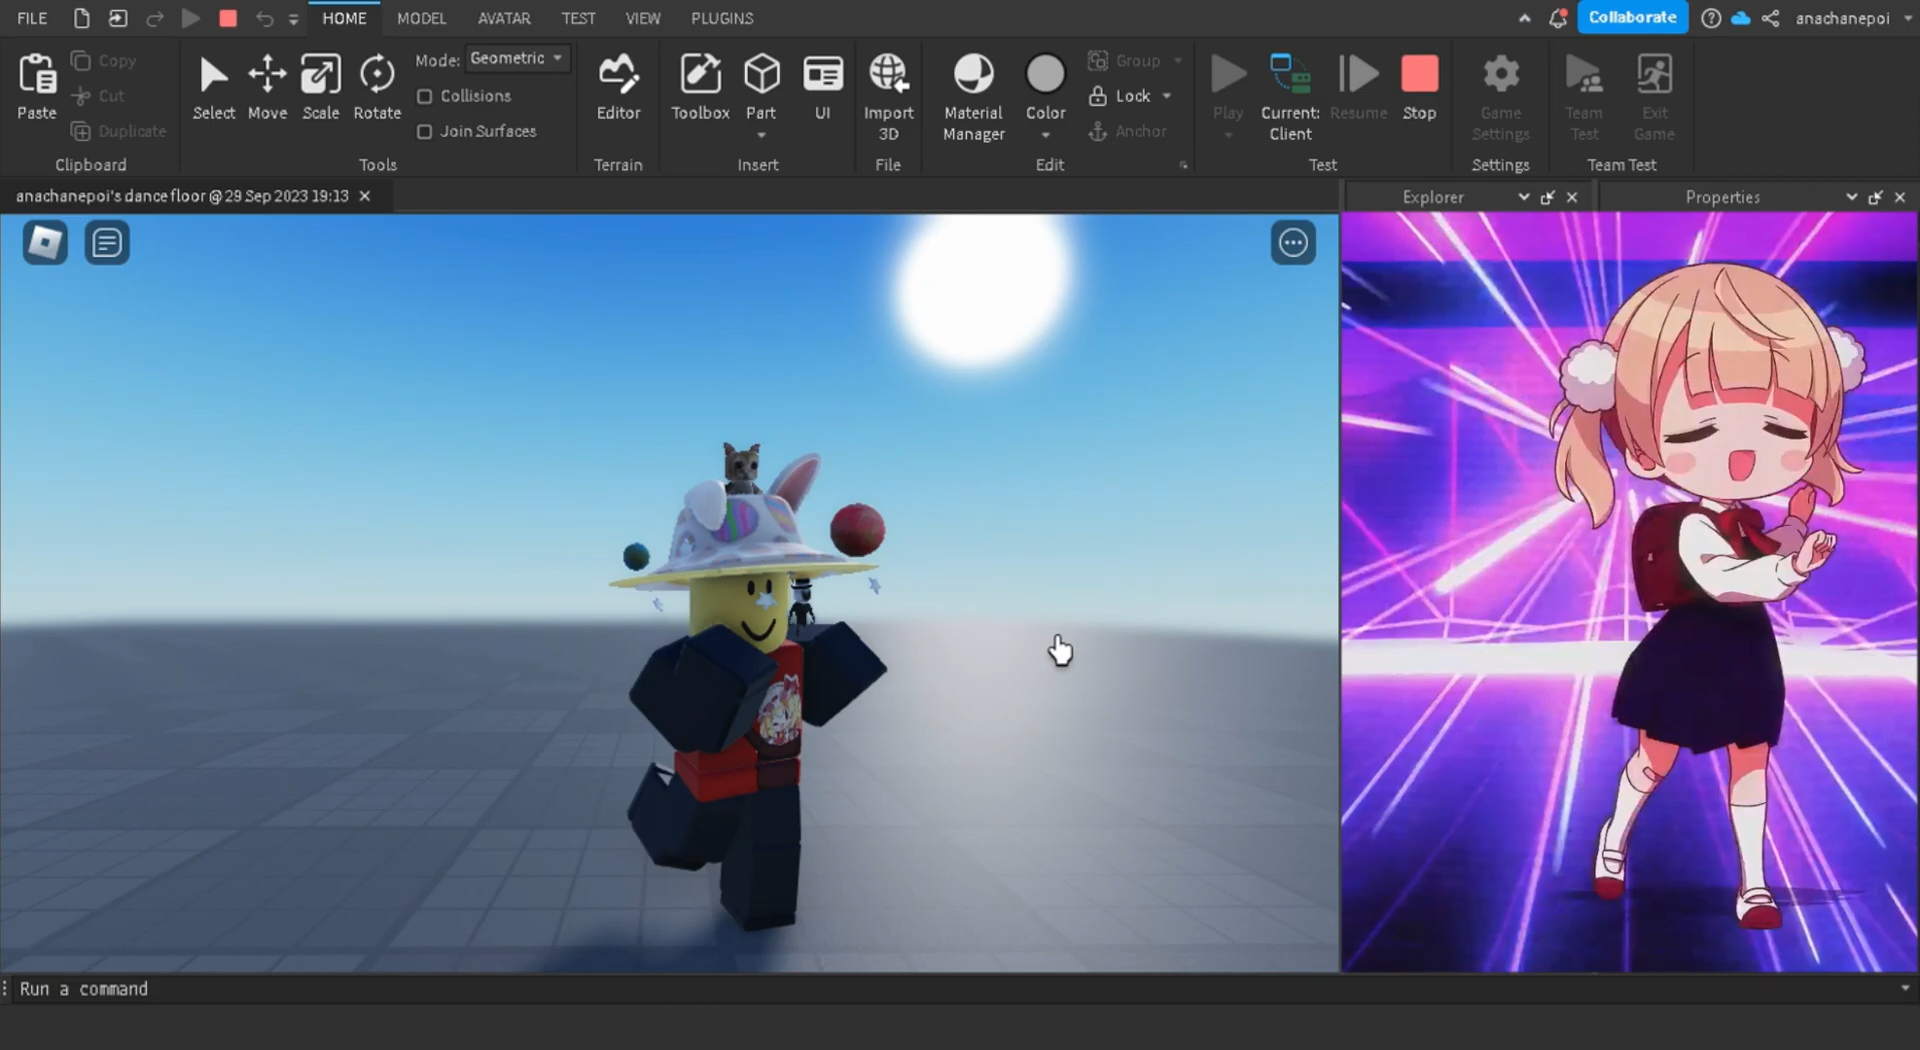 FILE HOME MODEL AVATAR TEST VIEW PLUGINS Collaborate anachanepoi
Paste
Copy
Cut
Duplicate
Clipboard
Select Move Scale Rotate
Mode: Geometric
Collisions
Join Surfaces
Tools
Editor
Terrain
Toolbox Part UI
Insert
Import
3D
File
Material
Manager
Color
Group
Lock
Anchor
Edit
Play
Current:
Client
Resume
Stop
Test
Game
Settings
Settings
Team
Test
Exit
Game
Team Test
anachanepoi's dance floor @ 29 Sep 2023 19:13
Explorer
Properties
Run a command